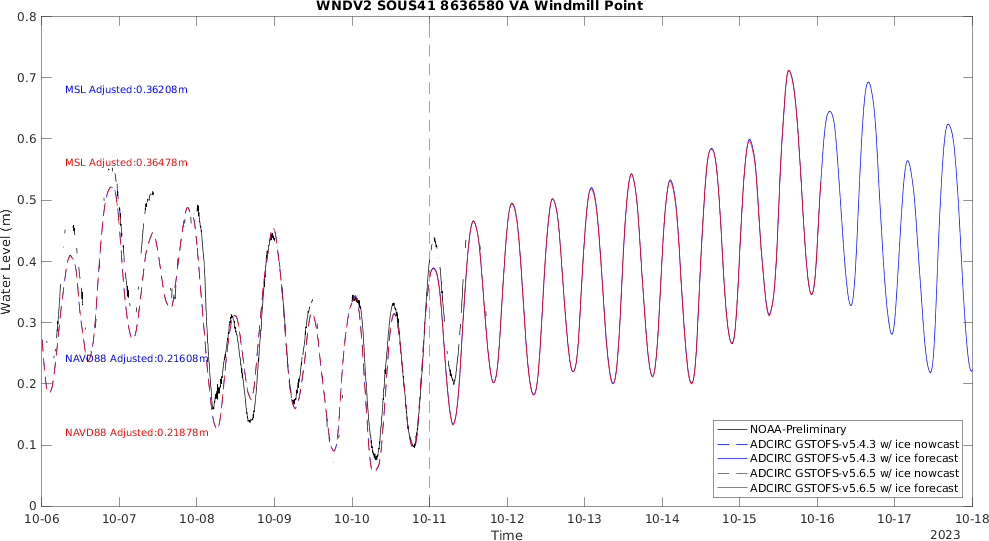 WNDV2 SOUS41 8636580 VA Windmill Point
0.8
0.7
0.6
0.5
0.4
0.3
0.2
0.1
0
Water Level (m)
MSL Adjusted:0.36208m
MSL Adjusted:0.36478m
NAVD88 Adjusted:0.21608m
NAVD88 Adjusted:0.21878m
NOAA-Preliminary
ADCIRC GSTOFS-v5.4.3 w/ ice nowcast
ADCIRC GSTOFS-v5.4.3 w/ ice forecast
ADCIRC GSTOFS-v5.6.5 w/ ice nowcast
ADCIRC GSTOFS-v5.6.5 w/ ice forecast
10-06 10-07 10-08 10-09 10-10 10-11 10-12 10-13 10-14 10-15 10-16 10-17 10-18
Time
2023